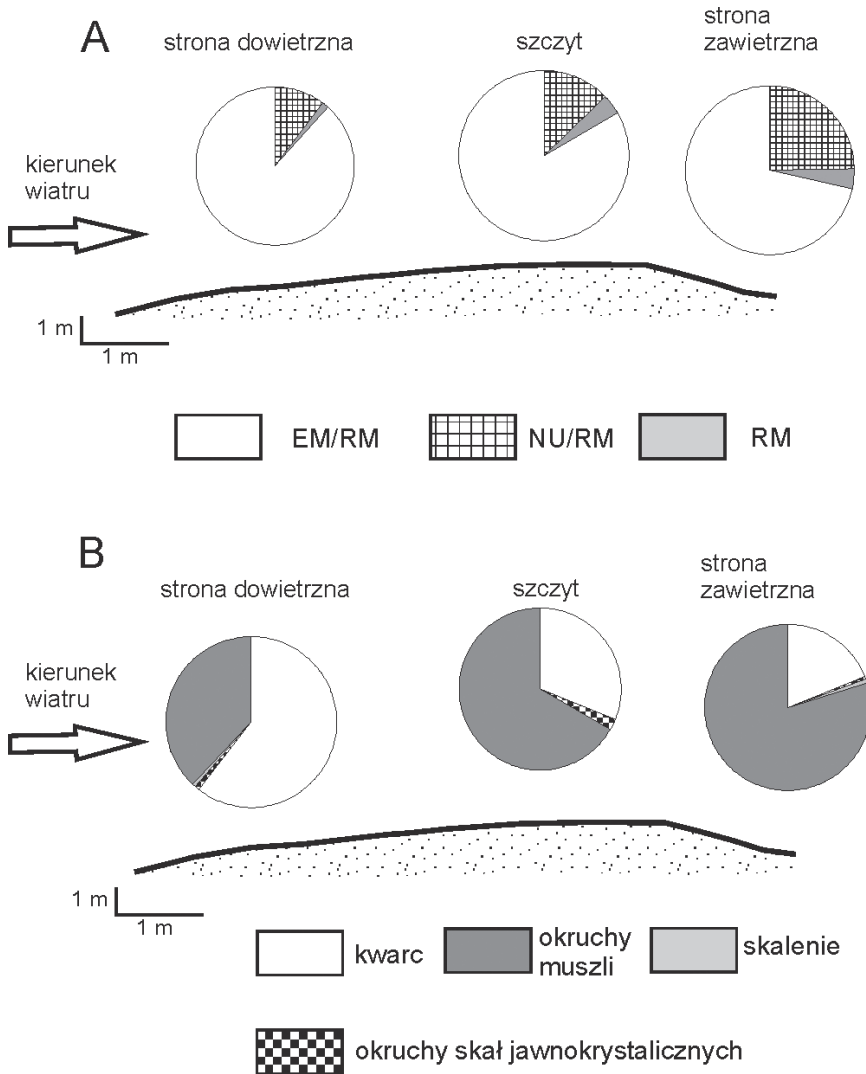 A
strona dowietrzna
szczyt
strona
zawietrzna
kierunek
wiatru
1 m
1 m
EM/RM
NU/RM
RM
B
strona dowietrzna
szczyt
strona
zawietrzna
kierunek
wiatru
1 m
1 m
kwarc
okruchy
muszli
skalenie
okruchy skał jawnokrystalicznych